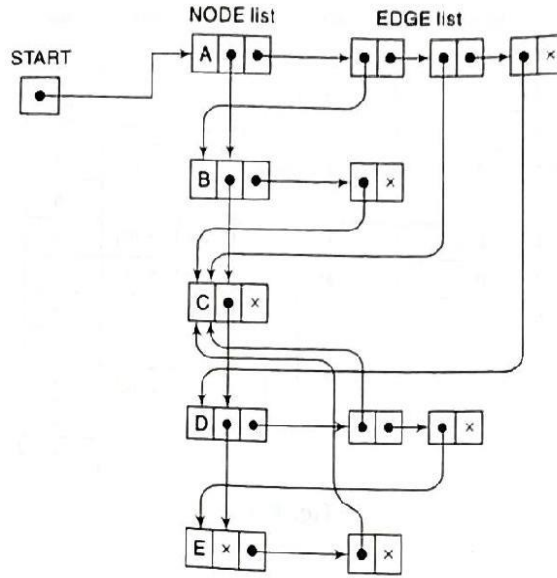 NODE list EDGE list
START
A ×
B ×
C ×
D ×
E × ×